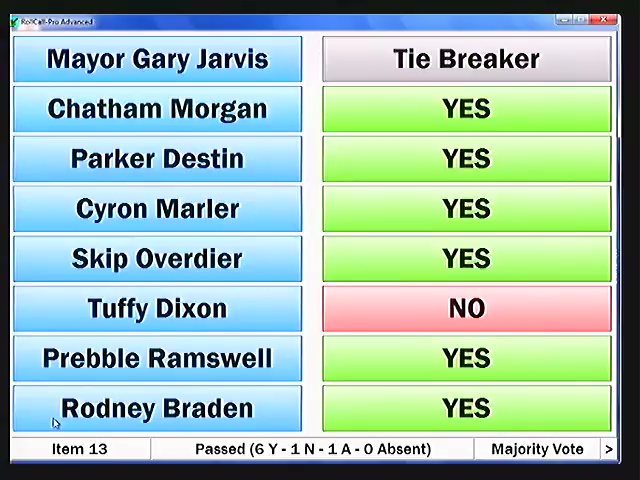 RollCall-Pro Advanced
Mayor Gary Jarvis Tie Breaker
Chatham Morgan YES
Parker Destin YES
Cyron Marler YES
Skip Overdier YES
Tuffy Dixon NO
Prebble Ramswell YES
Rodney Braden YES
Item 13 Passed (6 Y - 1 N - 1 A - 0 Absent) Majority Vote >